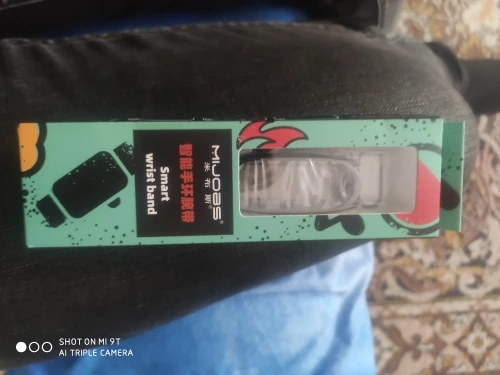 MIJOBS®
米布斯®
智能手环腕带
Smart
wrist band
SHOT ON MI 9T
AI TRIPLE CAMERA